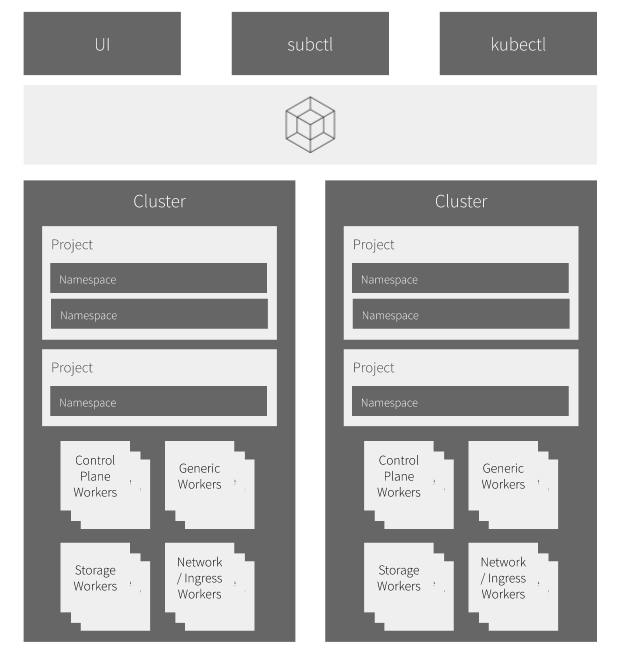 UI
subctl
kubectl
Cluster
Project
Namespace
Namespace
Project
Namespace
Control
Plane
Workers
Generic
Workers
Storage
Workers
Network
/ Ingress
Workers
Cluster
Project
Namespace
Namespace
Project
Namespace
Control
Plane
Workers
Generic
Workers
Storage
Workers
Network
/ Ingress
Workers